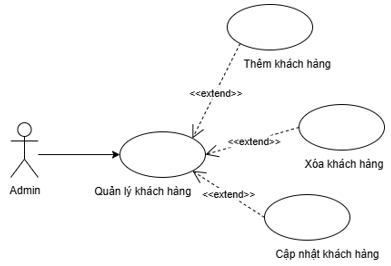 Thêm khách hàng
<<extend>>
<<extend>>
Xóa khách hàng
Admin
Quản lý khách hàng
<<extend>>
Cập nhật khách hàng